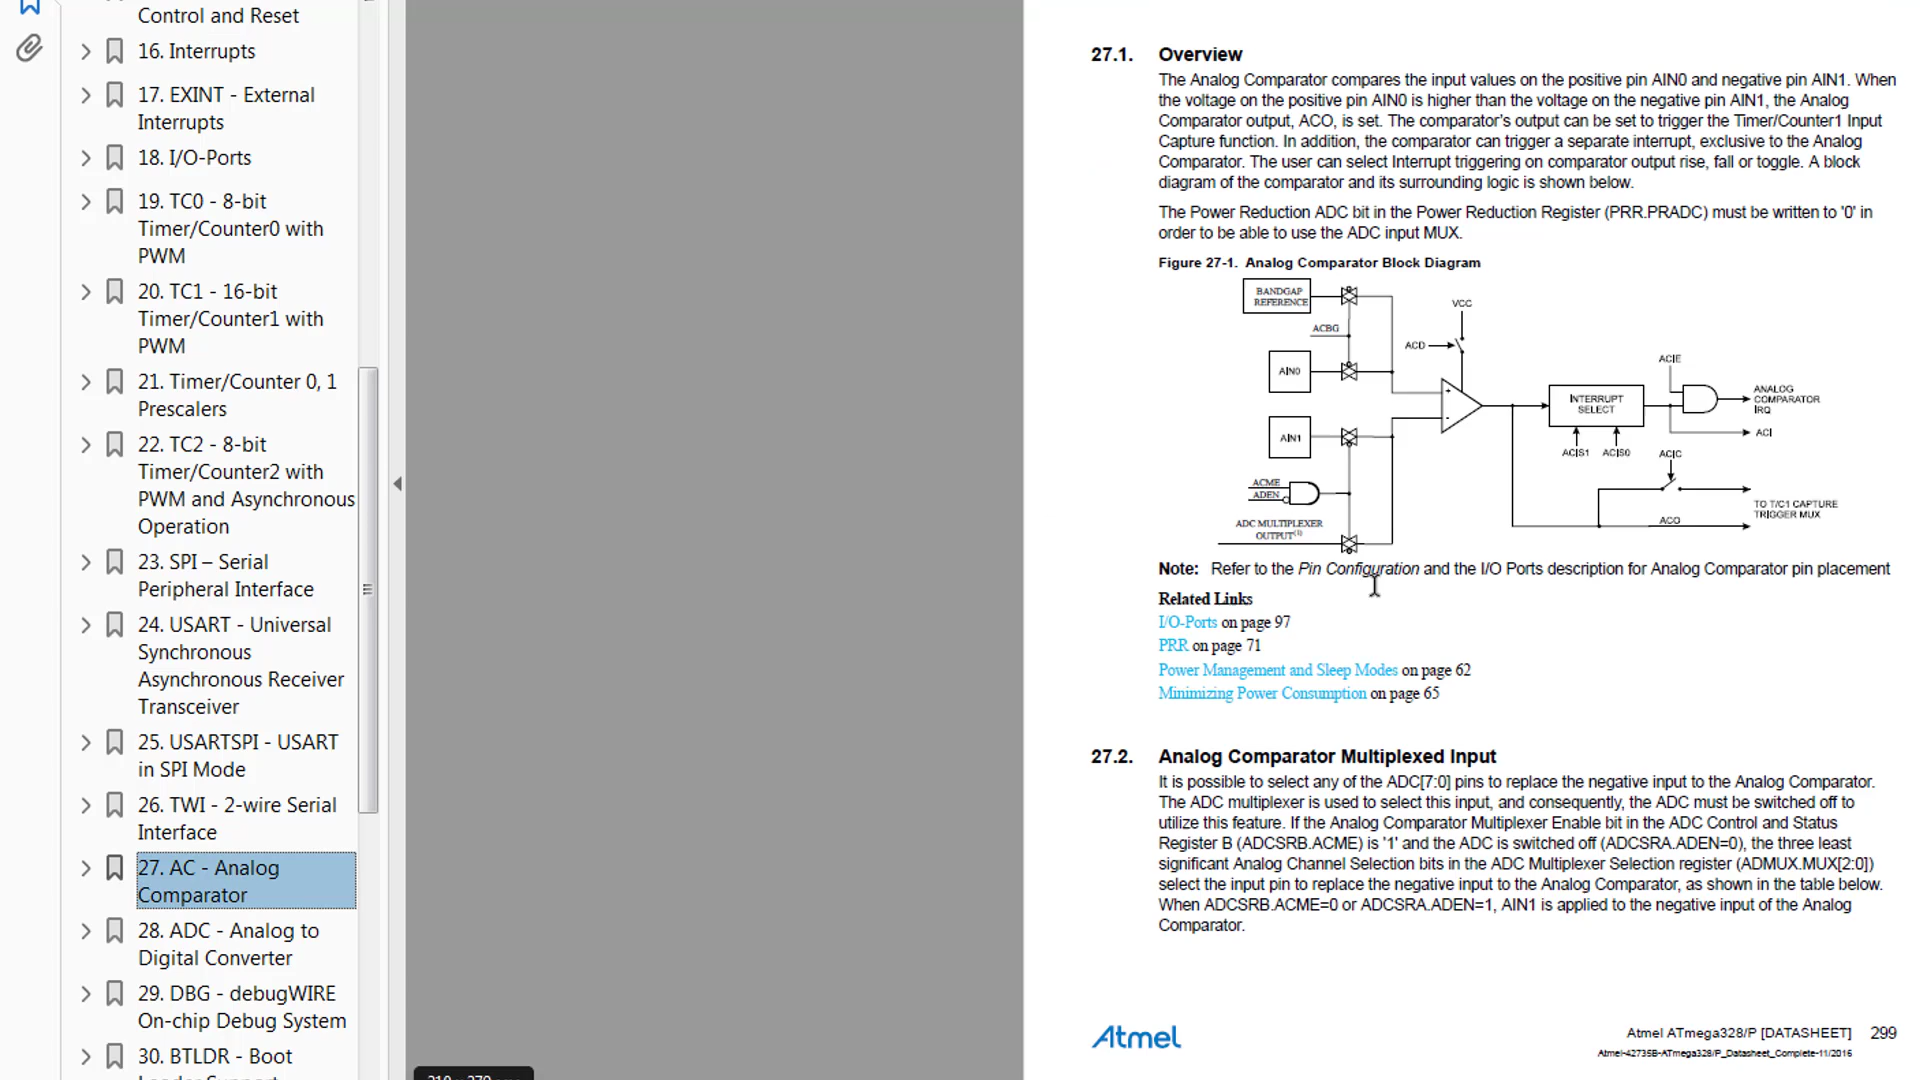 Control and Reset
16. Interrupts
17. EXINT - External
Interrupts
18. I/O-Ports
19. TC0 - 8-bit
Timer/Counter0 with
PWM
20. TC1 - 16-bit
Timer/Counter1 with
PWM
21. Timer/Counter 0, 1
Prescalers
22. TC2 - 8-bit
Timer/Counter2 with
PWM and Asynchronous
Operation
23. SPI – Serial
Peripheral Interface
24. USART - Universal
Synchronous
Asynchronous Receiver
Transceiver
25. USARTSPI - USART
in SPI Mode
26. TWI - 2-wire Serial
Interface
27. AC - Analog
Comparator
28. ADC - Analog to
Digital Converter
29. DBG - debugWIRE
On-chip Debug System
30. BTLDR - Boot
27.1. Overview
The Analog Comparator compares the input values on the positive pin AIN0 and negative pin AIN1. When
the voltage on the positive pin AIN0 is higher than the voltage on the negative pin AIN1, the Analog
Comparator output, ACO, is set. The comparator's output can be set to trigger the Timer/Counter1 Input
Capture function. In addition, the comparator can trigger a separate interrupt, exclusive to the Analog
Comparator. The user can select Interrupt triggering on comparator output rise, fall or toggle. A block
diagram of the comparator and its surrounding logic is shown below.
The Power Reduction ADC bit in the Power Reduction Register (PRR.PRADC) must be written to '0' in
order to be able to use the ADC input MUX.
Figure 27-1. Analog Comparator Block Diagram
BANDGAP
REFERENCE
VCC
ACBG
ACD
ACIE
AIN0
ANALOG
COMPARATOR
IRQ
INTERRUPT
SELECT
+
-
AIN1
ACI
ACIS1 ACIS0 ACIC
ACME
ADEN
TO T/C1 CAPTURE
TRIGGER MUX
ACO
ADC MULTIPLEXER
OUTPUT(1)
Note: Refer to the Pin Configuration and the I/O Ports description for Analog Comparator pin placement
Related Links
I/O-Ports on page 97
PRR on page 71
Power Management and Sleep Modes on page 62
Minimizing Power Consumption on page 65
27.2. Analog Comparator Multiplexed Input
It is possible to select any of the ADC[7:0] pins to replace the negative input to the Analog Comparator.
The ADC multiplexer is used to select this input, and consequently, the ADC must be switched off to
utilize this feature. If the Analog Comparator Multiplexer Enable bit in the ADC Control and Status
Register B (ADCSRB.ACME) is '1' and the ADC is switched off (ADCSRA.ADEN=0), the three least
significant Analog Channel Selection bits in the ADC Multiplexer Selection register (ADMUX.MUX[2:0])
select the input pin to replace the negative input to the Analog Comparator, as shown in the table below.
When ADCSRB.ACME=0 or ADCSRA.ADEN=1, AIN1 is applied to the negative input of the Analog
Comparator.
Atmel
Atmel ATmega328/P [DATASHEET] 299
Atmel-42735B-ATmega328/P_Datasheet_Complete-11/2016